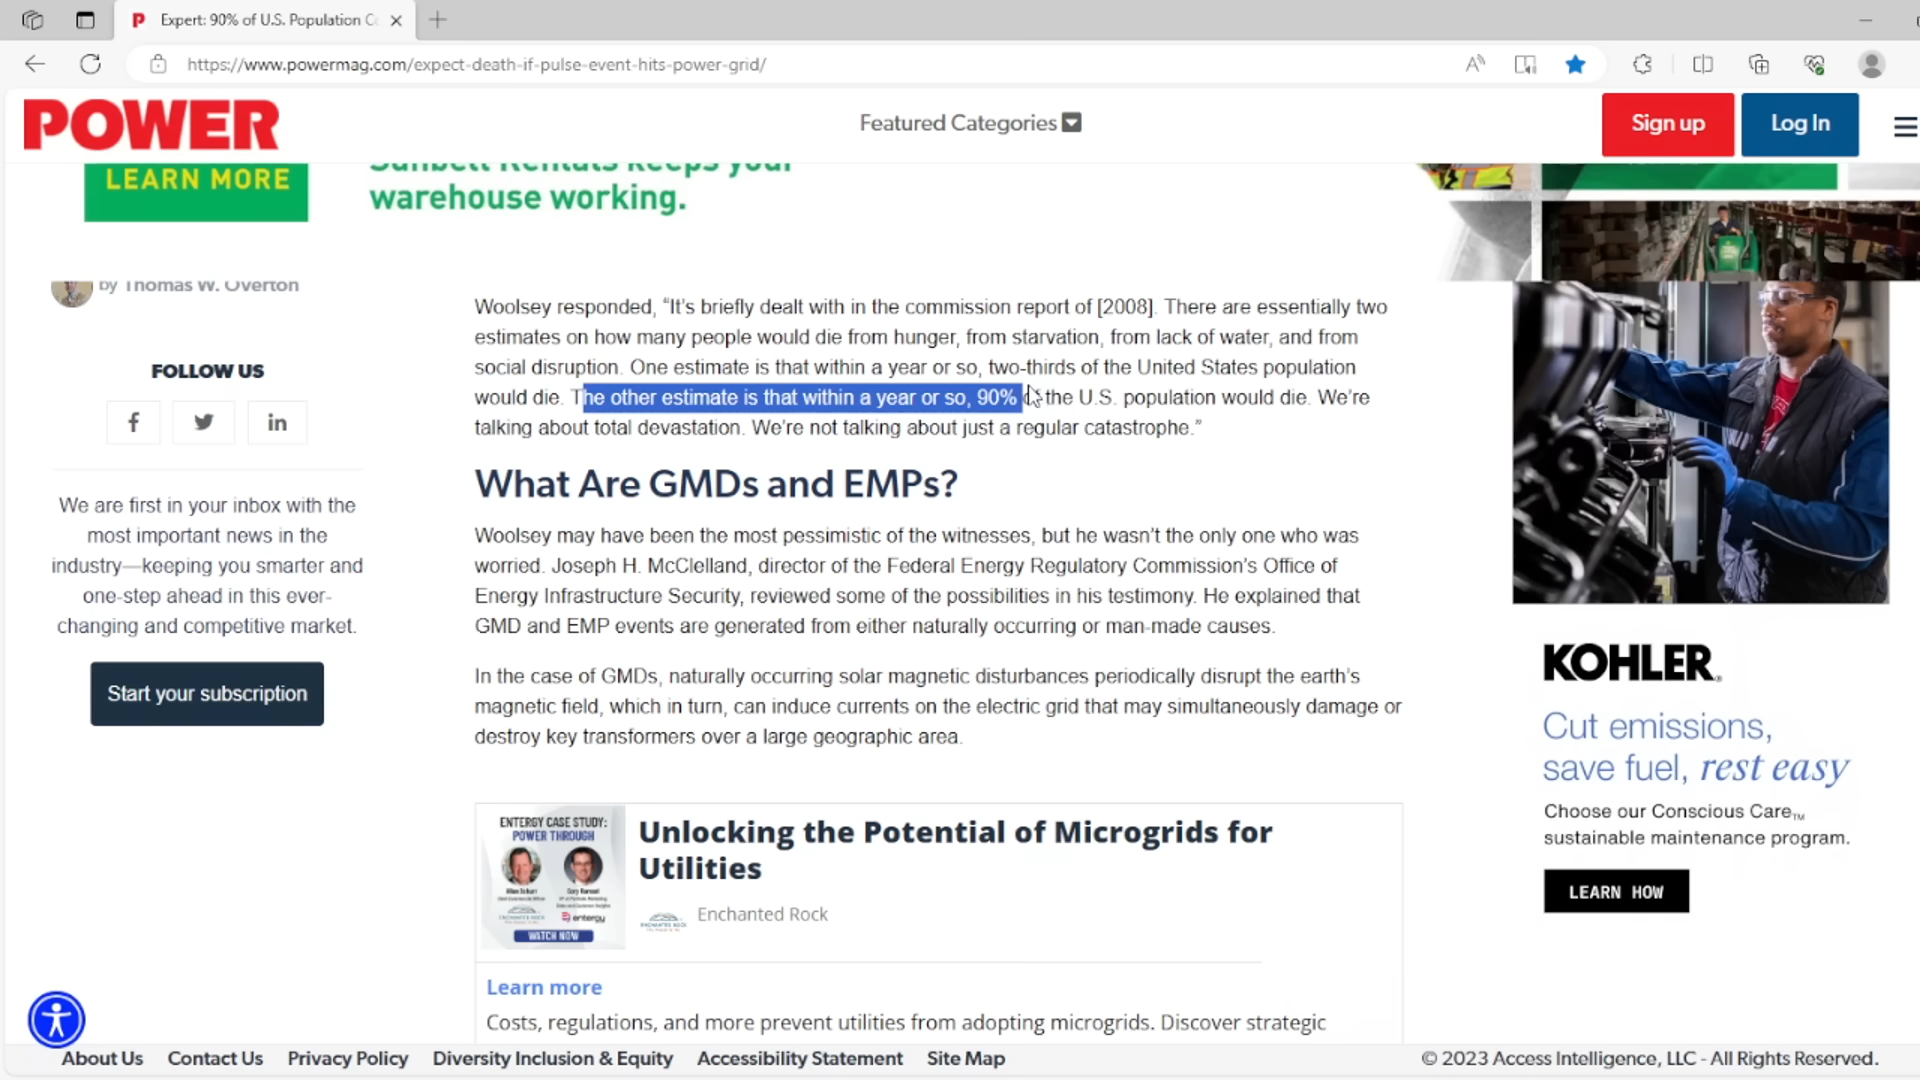 Expert: 90% of U.S. Population C
https://www.powermag.com/expect-death-if-pulse-event-hits-power-grid/
POWER
Featured Categories
Sign up
Log In
LEARN MORE
Sunbelt Rentals keeps your
warehouse working.
by Thomas W. Overton
FOLLOW US
We are first in your inbox with the
most important news in the
industry—keeping you smarter and
one-step ahead in this ever-
changing and competitive market.
Start your subscription
Woolsey responded, “It’s briefly dealt with in the commission report of [2008]. There are essentially two
estimates on how many people would die from hunger, from starvation, from lack of water, and from
social disruption. One estimate is that within a year or so, two-thirds of the United States population
would die. The other estimate is that within a year or so, 90% of the U.S. population would die. We’re
talking about total devastation. We’re not talking about just a regular catastrophe.”
What Are GMDs and EMPs?
Woolsey may have been the most pessimistic of the witnesses, but he wasn’t the only one who was
worried. Joseph H. McClelland, director of the Federal Energy Regulatory Commission’s Office of
Energy Infrastructure Security, reviewed some of the possibilities in his testimony. He explained that
GMD and EMP events are generated from either naturally occurring or man-made causes.
In the case of GMDs, naturally occurring solar magnetic disturbances periodically disrupt the earth’s
magnetic field, which in turn, can induce currents on the electric grid that may simultaneously damage or
destroy key transformers over a large geographic area.
ENTERGY CASE STUDY:
POWER THROUGH
entergy
WATCH NOW
Unlocking the Potential of Microgrids for
Utilities
Enchanted Rock
Learn more
Costs, regulations, and more prevent utilities from adopting microgrids. Discover strategic
KOHLER
Cut emissions,
save fuel, rest easy
Choose our Conscious Care™
sustainable maintenance program.
LEARN HOW
About Us Contact Us Privacy Policy Diversity Inclusion & Equity Accessibility Statement Site Map
© 2023 Access Intelligence, LLC - All Rights Reserved.